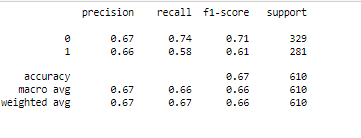 precision recall f1-score support
0 0.67 0.74 0.71 329
1 0.66 0.58 0.61 281
accuracy 0.67 610
macro avg 0.67 0.66 0.66 610
weighted avg 0.67 0.67 0.66 610